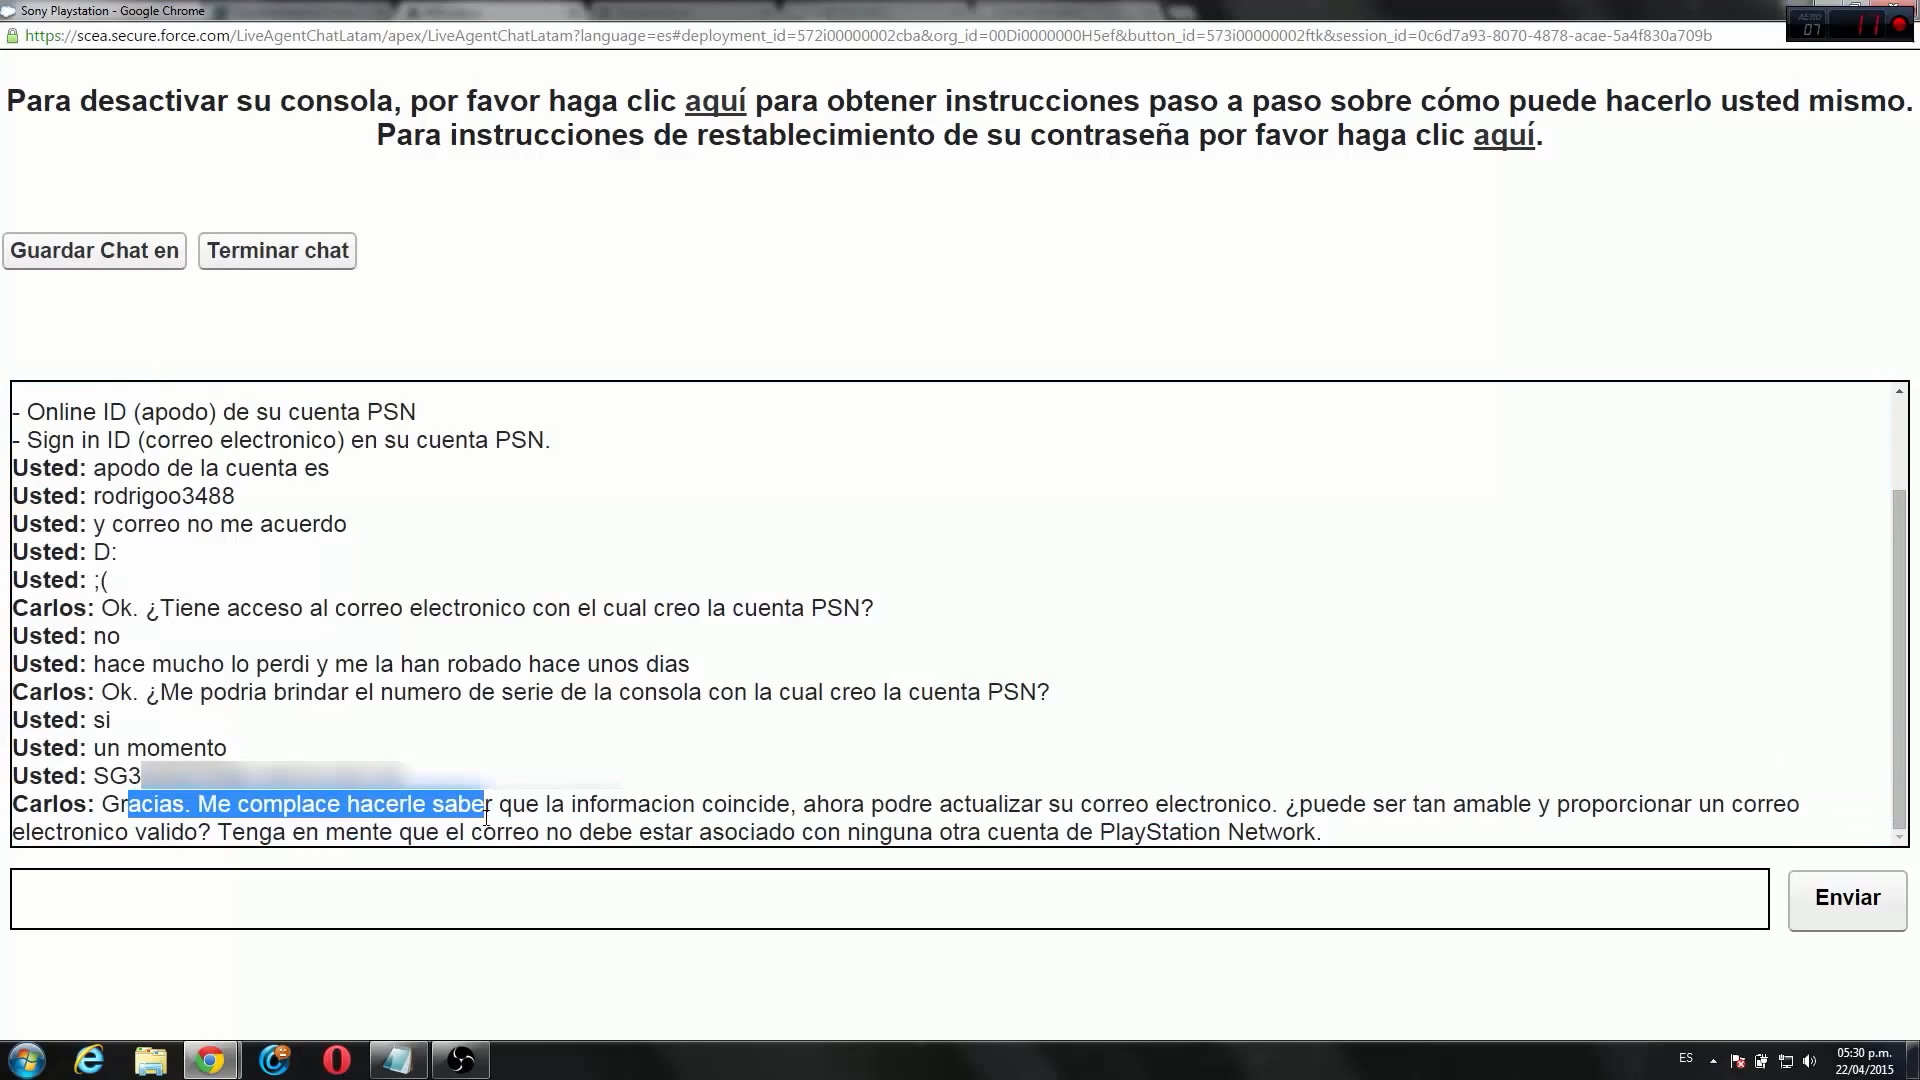 Sony Playstation - Google Chrome
https://scea.secure.force.com/LiveAgentChatLatam/apex/LiveAgentChatLatam?language=es#deployment_id=572i00000002cba&org_id=00Di0000000H5ef&button_id=573i00000002ftk&session_id=0c6d7a93-8070-4878-acae-5a4f830a709b
AERO
07
11
Para desactivar su consola, por favor haga clic aquí para obtener instrucciones paso a paso sobre cómo puede hacerlo usted mismo.
Para instrucciones de restablecimiento de su contraseña por favor haga clic aquí.
Guardar Chat en
Terminar chat
- Online ID (apodo) de su cuenta PSN
- Sign in ID (correo electronico) en su cuenta PSN.
Usted: apodo de la cuenta es
Usted: rodrigoo3488
Usted: y correo no me acuerdo
Usted: D:
Usted: ;(
Carlos: Ok. ¿Tiene acceso al correo electronico con el cual creo la cuenta PSN?
Usted: no
Usted: hace mucho lo perdi y me la han robado hace unos dias
Carlos: Ok. ¿Me podria brindar el numero de serie de la consola con la cual creo la cuenta PSN?
Usted: si
Usted: un momento
Usted: SG3
Carlos: Gracias. Me complace hacerle saber que la informacion coincide, ahora podre actualizar su correo electronico. ¿puede ser tan amable y proporcionar un correo
electronico valido? Tenga en mente que el correo no debe estar asociado con ninguna otra cuenta de PlayStation Network.
Enviar
ES
05:30 p.m.
22/04/2015